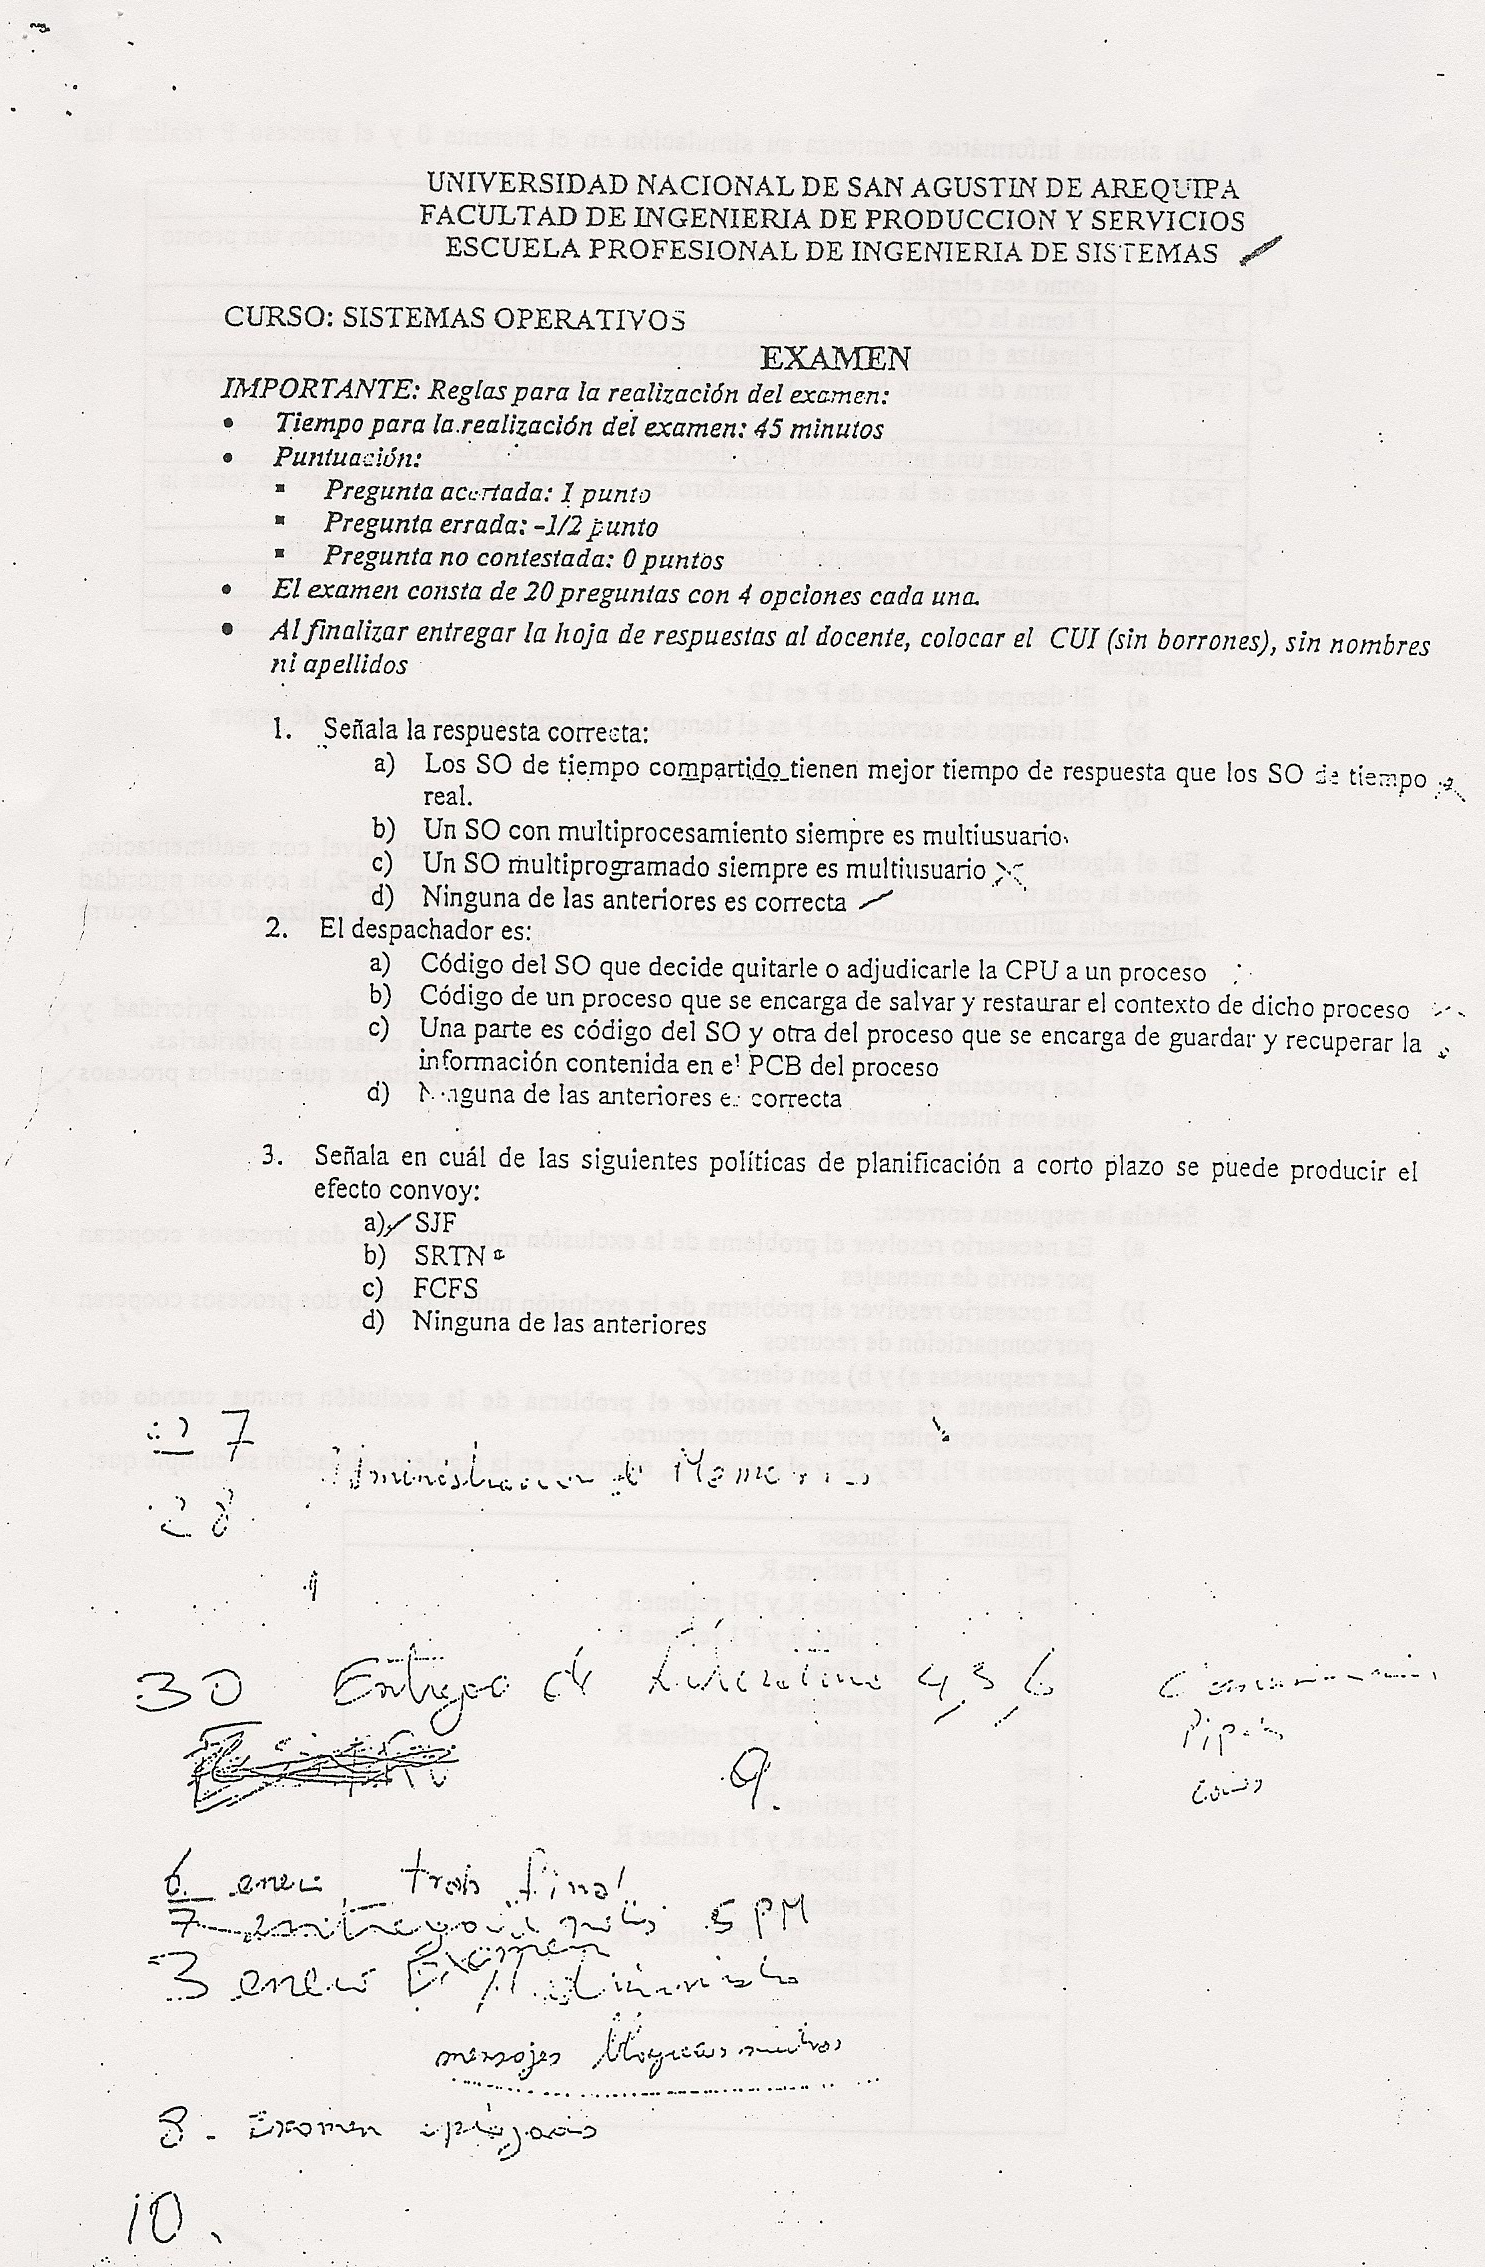 UNIVERSIDAD NACIONAL DE SAN AGUSTIN DE AREQUIPA
FACULTAD DE INGENIERIA DE PRODUCCION Y SERVICIOS
ESCUELA PROFESIONAL DE INGENIERIA DE SISTEMAS
CURSO: SISTEMAS OPERATIVOS
EXAMEN
IMPORTANTE: Reglas para la realización del examen:
• Tiempo para la realización del examen: 45 minutos
• Puntuación:
▪ Pregunta acertada: 1 punto
▪ Pregunta errada: -1/2 punto
▪ Pregunta no contestada: 0 puntos
• El examen consta de 20 preguntas con 4 opciones cada una.
• Al finalizar entregar la hoja de respuestas al docente, colocar el CUI (sin borrones), sin nombres
ni apellidos
1. Señala la respuesta correcta:
a) Los SO de tiempo compartido tienen mejor tiempo de respuesta que los SO de tiempo
real.
b) Un SO con multiprocesamiento siempre es multiusuario
c) Un SO multiprogramado siempre es multiusuario
d) Ninguna de las anteriores es correcta
2. El despachador es:
a) Código del SO que decide quitarle o adjudicarle la CPU a un proceso
b) Código de un proceso que se encarga de salvar y restaurar el contexto de dicho proceso
c) Una parte es código del SO y otra del proceso que se encarga de guardar y recuperar la
información contenida en el PCB del proceso
d) Ninguna de las anteriores es correcta
3. Señala en cuál de las siguientes políticas de planificación a corto plazo se puede producir el
efecto convoy:
a) SJF
b) SRTN
c) FCFS
d) Ninguna de las anteriores
27
Administracion de Memoria
28
30 Entrega de 4, 5, 6
Pipes
9.
6 enero trab final
7 5 PM
3 enero Examen
mensajes
8. Examen
10.